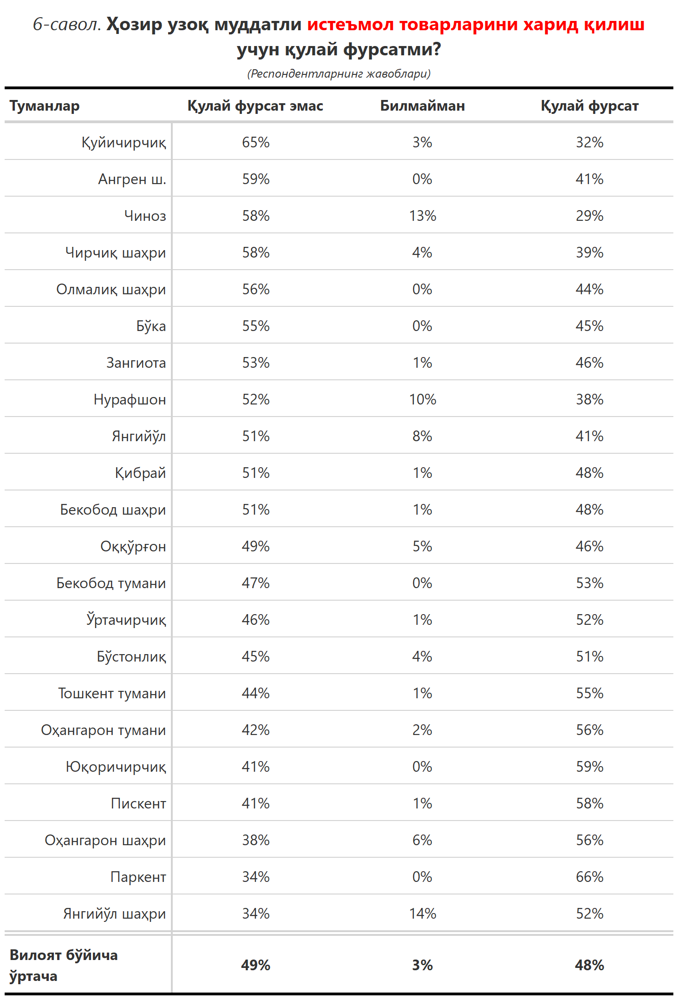 6-савол. Ҳозир узоқ муддатли истеъмол товарларини харид қилиш
учун қулай фурсатми?
(Респондентларнинг жавоблари)
Туманлар Қулай фурсат эмас Билмайман Қулай фурсат
Қуйичирчиқ 65% 3% 32%
Ангрен ш. 59% 0% 41%
Чиноз 58% 13% 29%
Чирчиқ шаҳри 58% 4% 39%
Олмалиқ шаҳри 56% 0% 44%
Бўка 55% 0% 45%
Зангиота 53% 1% 46%
Нурафшон 52% 10% 38%
Янгийўл 51% 8% 41%
Қибрай 51% 1% 48%
Бекобод шаҳри 51% 1% 48%
Оққўрғон 49% 5% 46%
Бекобод тумани 47% 0% 53%
Ўртачирчиқ 46% 1% 52%
Бўстонлиқ 45% 4% 51%
Тошкент тумани 44% 1% 55%
Оҳангарон тумани 42% 2% 56%
Юқоричирчиқ 41% 0% 59%
Пискент 41% 1% 58%
Оҳангарон шаҳри 38% 6% 56%
Паркент 34% 0% 66%
Янгийўл шаҳри 34% 14% 52%
Вилоят бўйича
ўртача 49% 3% 48%